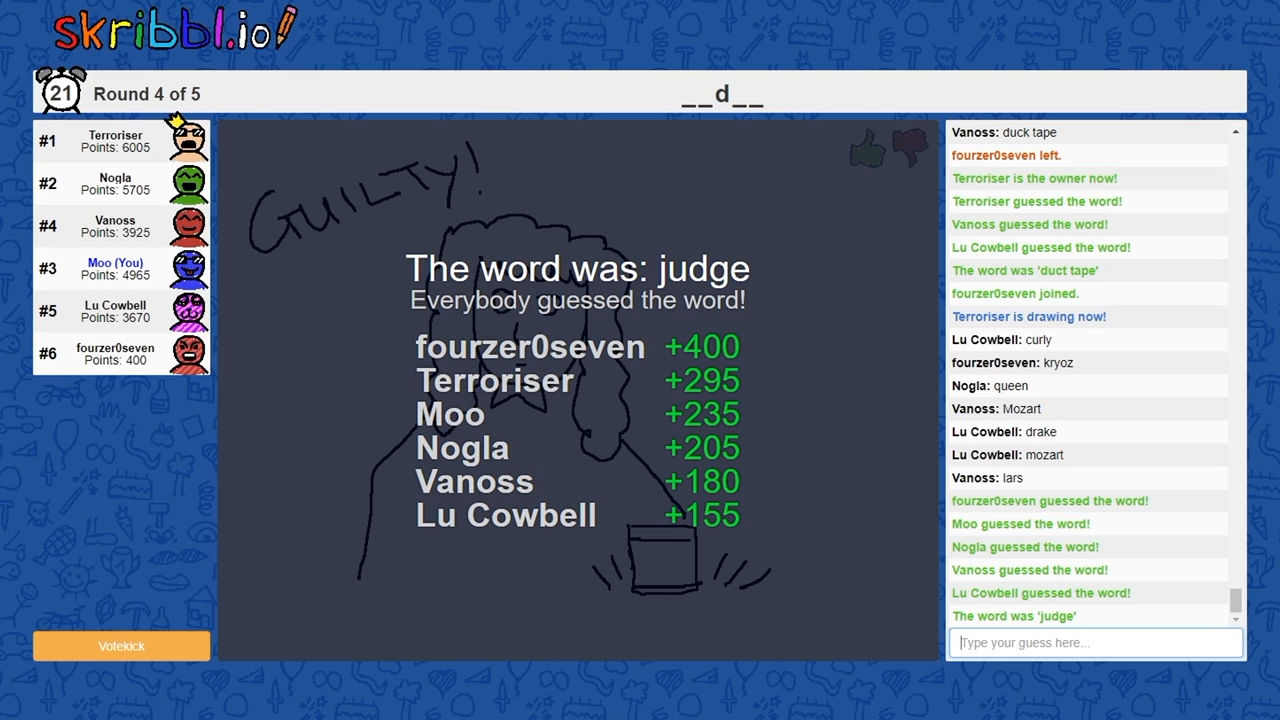 skribbl.io
21
Round 4 of 5
__d__
#1
Terroriser
Points: 6005
#2
Nogla
Points: 5705
#4
Vanoss
Points: 3925
#3
Moo (You)
Points: 4965
#5
Lu Cowbell
Points: 3670
#6
fourzer0seven
Points: 400
Votekick
GUILTY!
The word was: judge
Everybody guessed the word!
fourzer0seven +400
Terroriser +295
Moo +235
Nogla +205
Vanoss +180
Lu Cowbell +155
Vanoss: duck tape
fourzer0seven left.
Terroriser is the owner now!
Terroriser guessed the word!
Vanoss guessed the word!
Lu Cowbell guessed the word!
The word was 'duct tape'
fourzer0seven joined.
Terroriser is drawing now!
Lu Cowbell: curly
fourzer0seven: kryoz
Nogla: queen
Vanoss: Mozart
Lu Cowbell: drake
Lu Cowbell: mozart
Vanoss: lars
fourzer0seven guessed the word!
Moo guessed the word!
Nogla guessed the word!
Vanoss guessed the word!
Lu Cowbell guessed the word!
The word was 'judge'
Type your guess here...